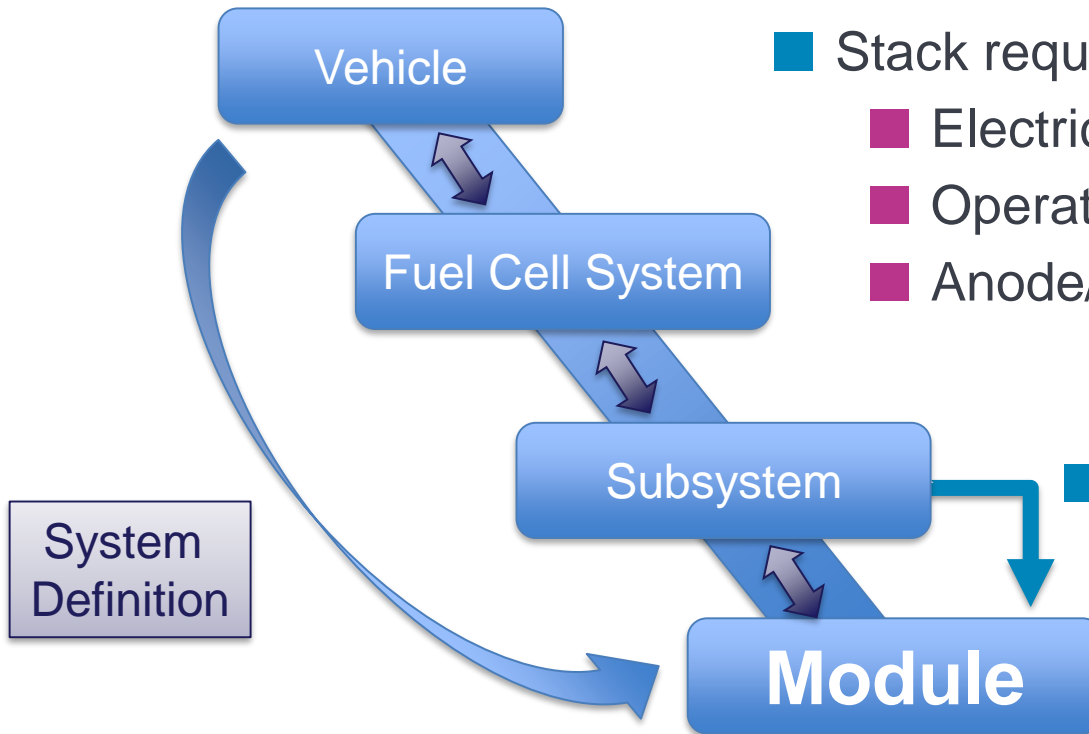 Vehicle
Stack requ
Electric
Operat
Anode/
Fuel Cell System
Subsystem
System
Definition
Module